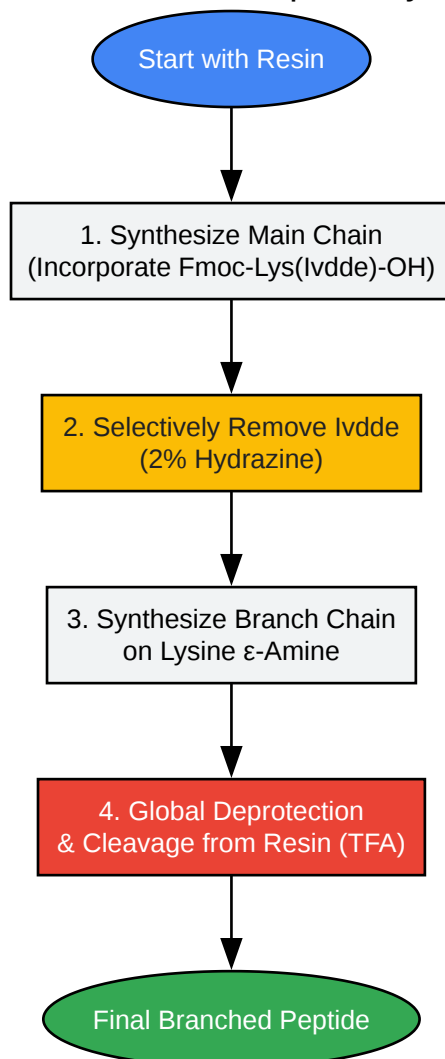 Start with Resin
1. Synthesize Main Chain
(Incorporate Fmoc-Lys(Ivdde)-OH)
2. Selectively Remove Ivdde
(2% Hydrazine)
3. Synthesize Branch Chain
on Lysine ε-Amine
4. Global Deprotection
& Cleavage from Resin (TFA)
Final Branched Peptide